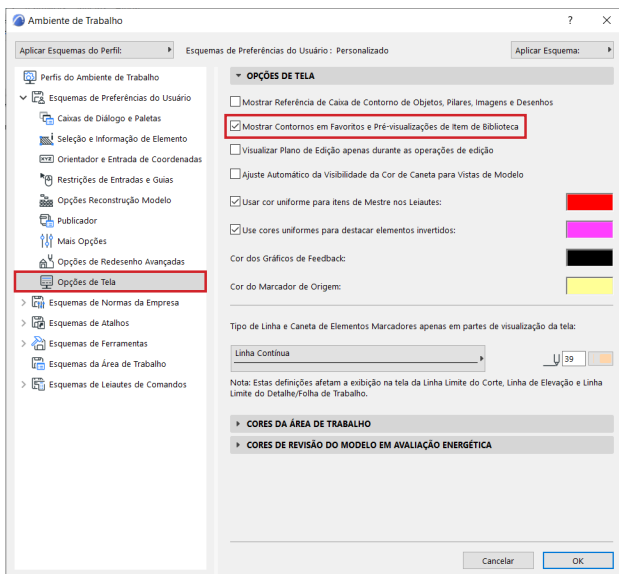 Ambiente de Trabalho
Aplicar Esquemas do Perfil:
Esquemas de Preferências do Usuário : Personalizado
Aplicar Esquema:
Perfis do Ambiente de Trabalho
Esquemas de Preferências do Usuário
Caixas de Diálogo e Paletas
Seleção e Informação de Elemento
XYZ Orientador e Entrada de Coordenadas
Restrições de Entradas e Guias
Opções Reconstrução Modelo
Publicador
Mais Opções
Opções de Redesenho Avançadas
Opções de Tela
Esquemas de Normas da Empresa
Esquemas de Atalhos
Esquemas de Ferramentas
Esquemas da Área de Trabalho
Esquemas de Leiautes de Comandos
OPÇÕES DE TELA
Mostrar Referência de Caixa de Contorno de Objetos, Pilares, Imagens e Desenhos
Mostrar Contornos em Favoritos e Pré-visualizações de Item de Biblioteca
Visualizar Plano de Edição apenas durante as operações de edição
Ajuste Automático da Visibilidade da Cor de Caneta para Vistas de Modelo
Usar cor uniforme para itens de Mestre nos Leiautes:
Use cores uniformes para destacar elementos invertidos:
Cor dos Gráficos de Feedback:
Cor do Marcador de Origem:
Tipo de Linha e Caneta de Elementos Marcadores apenas em partes de visualização da tela:
Linha Contínua
39
Nota: Estas definições afetam a exibição na tela da Linha Limite do Corte, Linha de Elevação e Linha
Limite do Detalhe/Folha de Trabalho.
CORES DA ÁREA DE TRABALHO
CORES DE REVISÃO DO MODELO EM AVALIAÇÃO ENERGÉTICA
Cancelar
OK